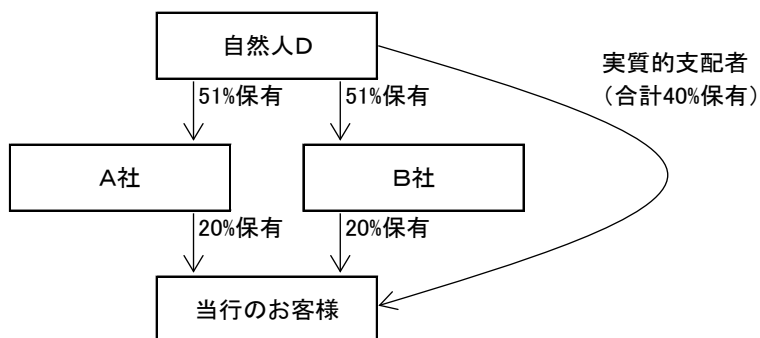 自然人D
実質的支配者
（合計40%保有）
51%保有
51%保有
A社
B社
20%保有
20%保有
当行のお客様